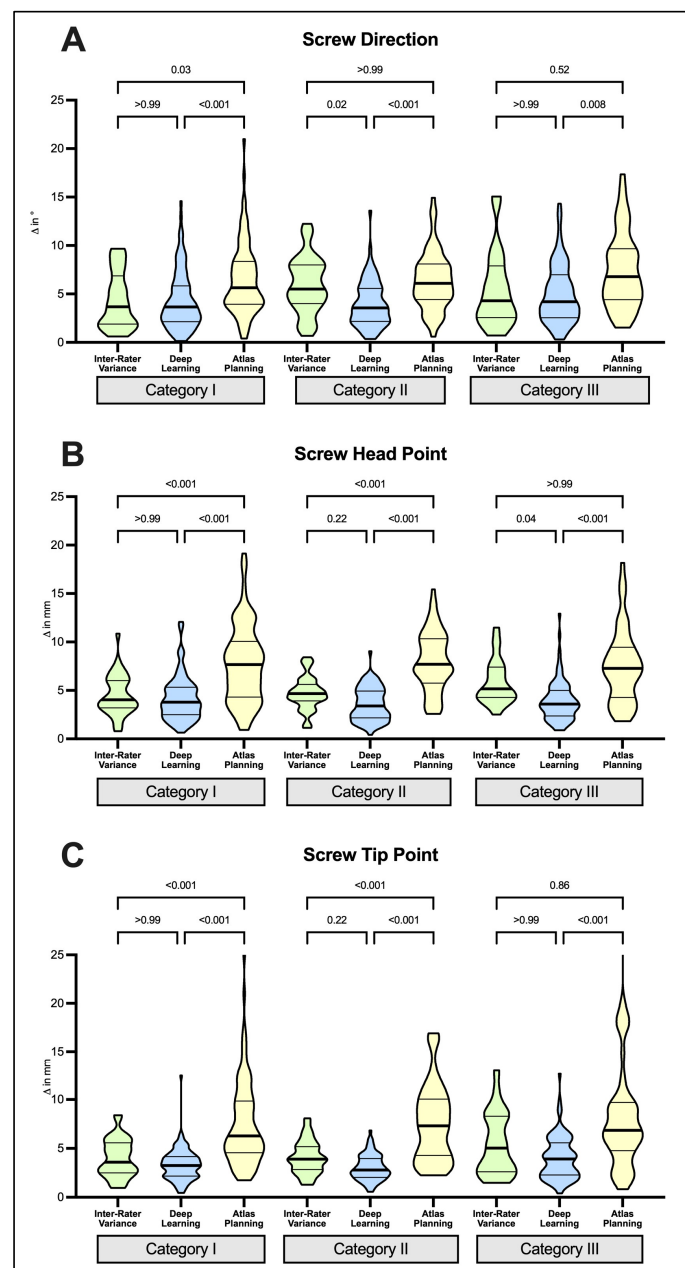 A
Screw Direction
0.03
>0.99
0.52
>0.99
<0.001
0.02
<0.001
>0.99
0.008
25
20
15
10
5
0
Δ in °
Inter-Rater Variance
Deep Learning
Atlas Planning
Inter-Rater Variance
Deep Learning
Atlas Planning
Inter-Rater Variance
Deep Learning
Atlas Planning
Category I
Category II
Category III
B
Screw Head Point
<0.001
<0.001
>0.99
>0.99
<0.001
0.22
<0.001
0.04
<0.001
25
20
15
10
5
0
Δ in mm
Inter-Rater Variance
Deep Learning
Atlas Planning
Inter-Rater Variance
Deep Learning
Atlas Planning
Inter-Rater Variance
Deep Learning
Atlas Planning
Category I
Category II
Category III
C
Screw Tip Point
<0.001
<0.001
0.86
>0.99
<0.001
0.22
<0.001
>0.99
<0.001
25
20
15
10
5
0
Δ in mm
Inter-Rater Variance
Deep Learning
Atlas Planning
Inter-Rater Variance
Deep Learning
Atlas Planning
Inter-Rater Variance
Deep Learning
Atlas Planning
Category I
Category II
Category III